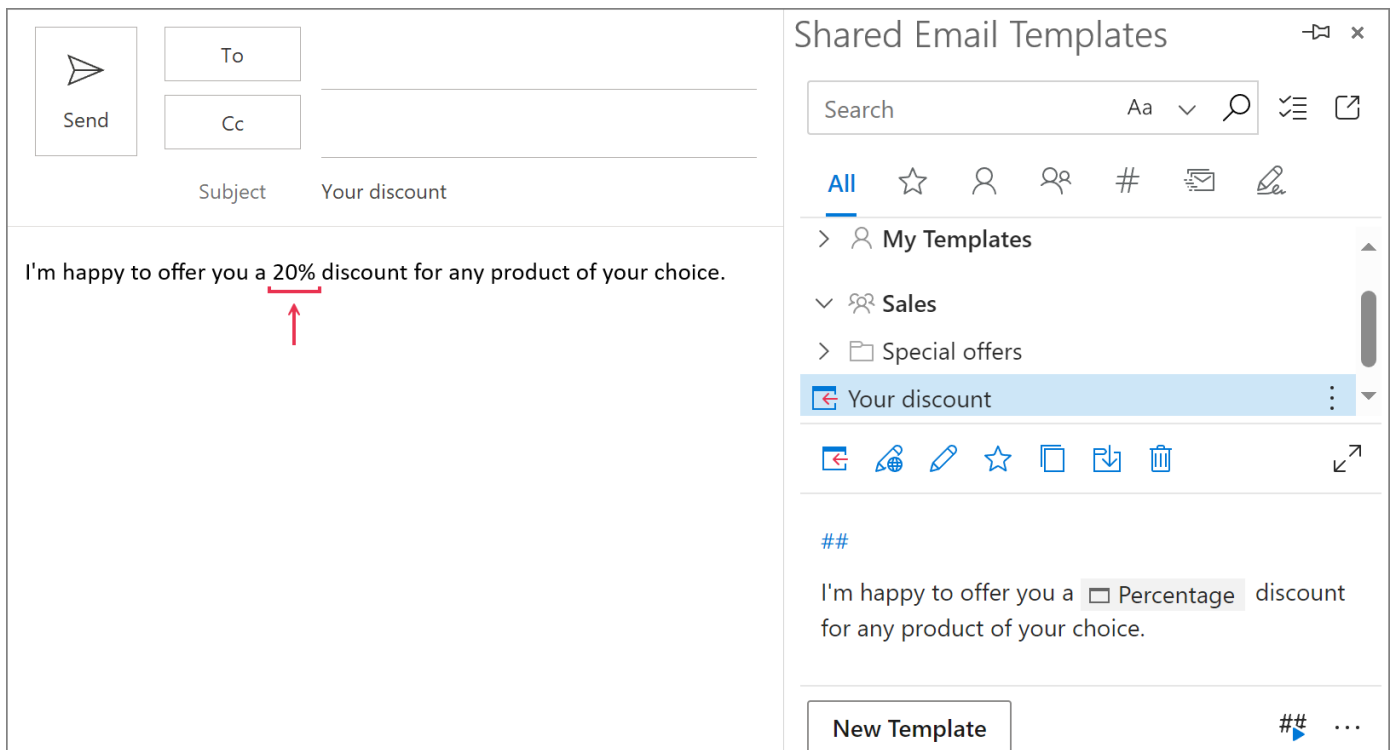 Send
To
Cc
Subject
Your discount
I'm happy to offer you a 20% discount for any product of your choice.
Shared Email Templates
Search
Aa
All
#
My Templates
Sales
Special offers
Your discount
##
I'm happy to offer you a Percentage discount
for any product of your choice.
New Template
##